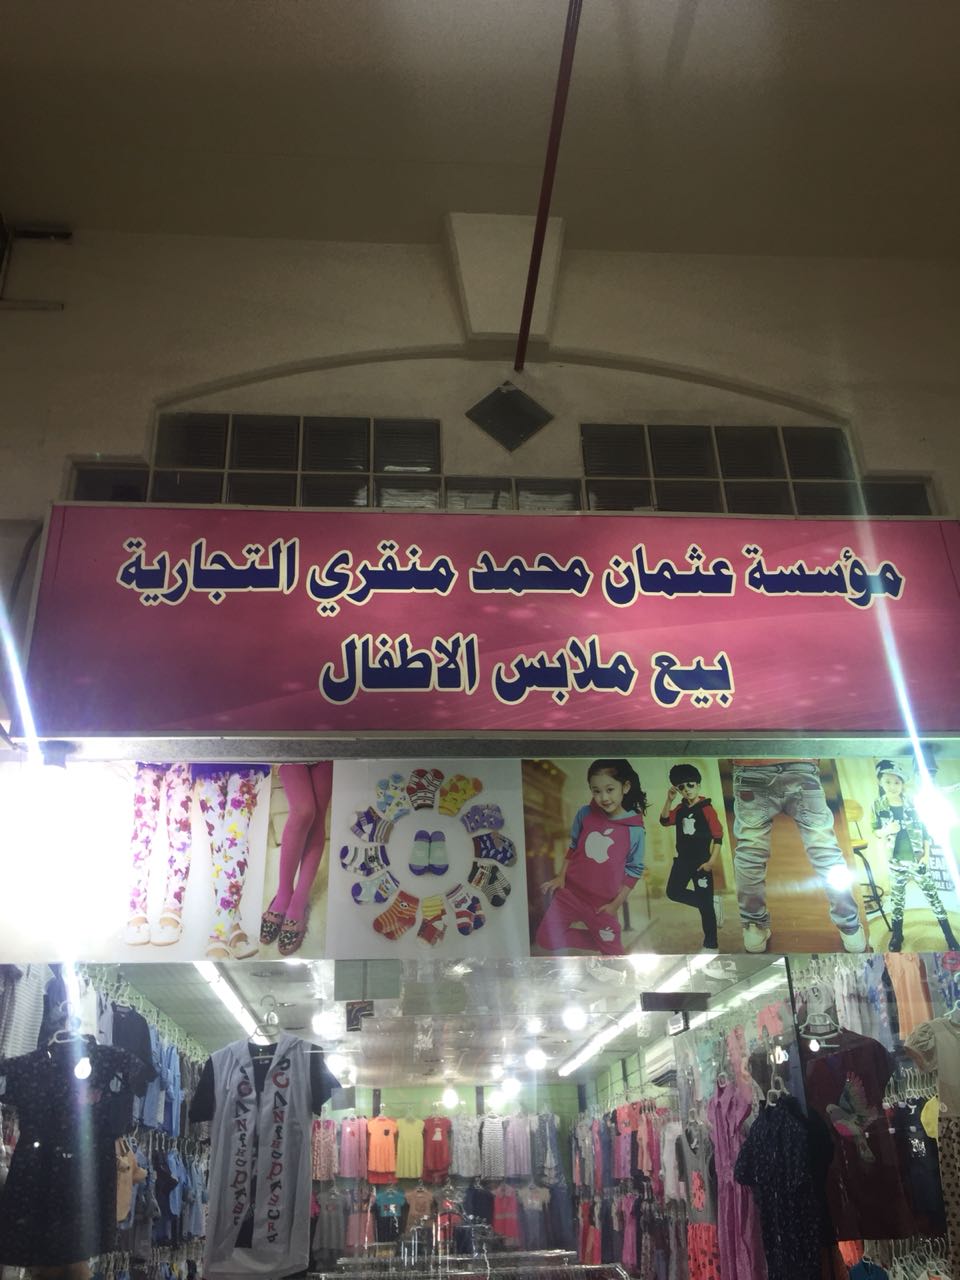 مؤسسة عثمان محمد منقري التجارية
بيع ملابس الاطفال